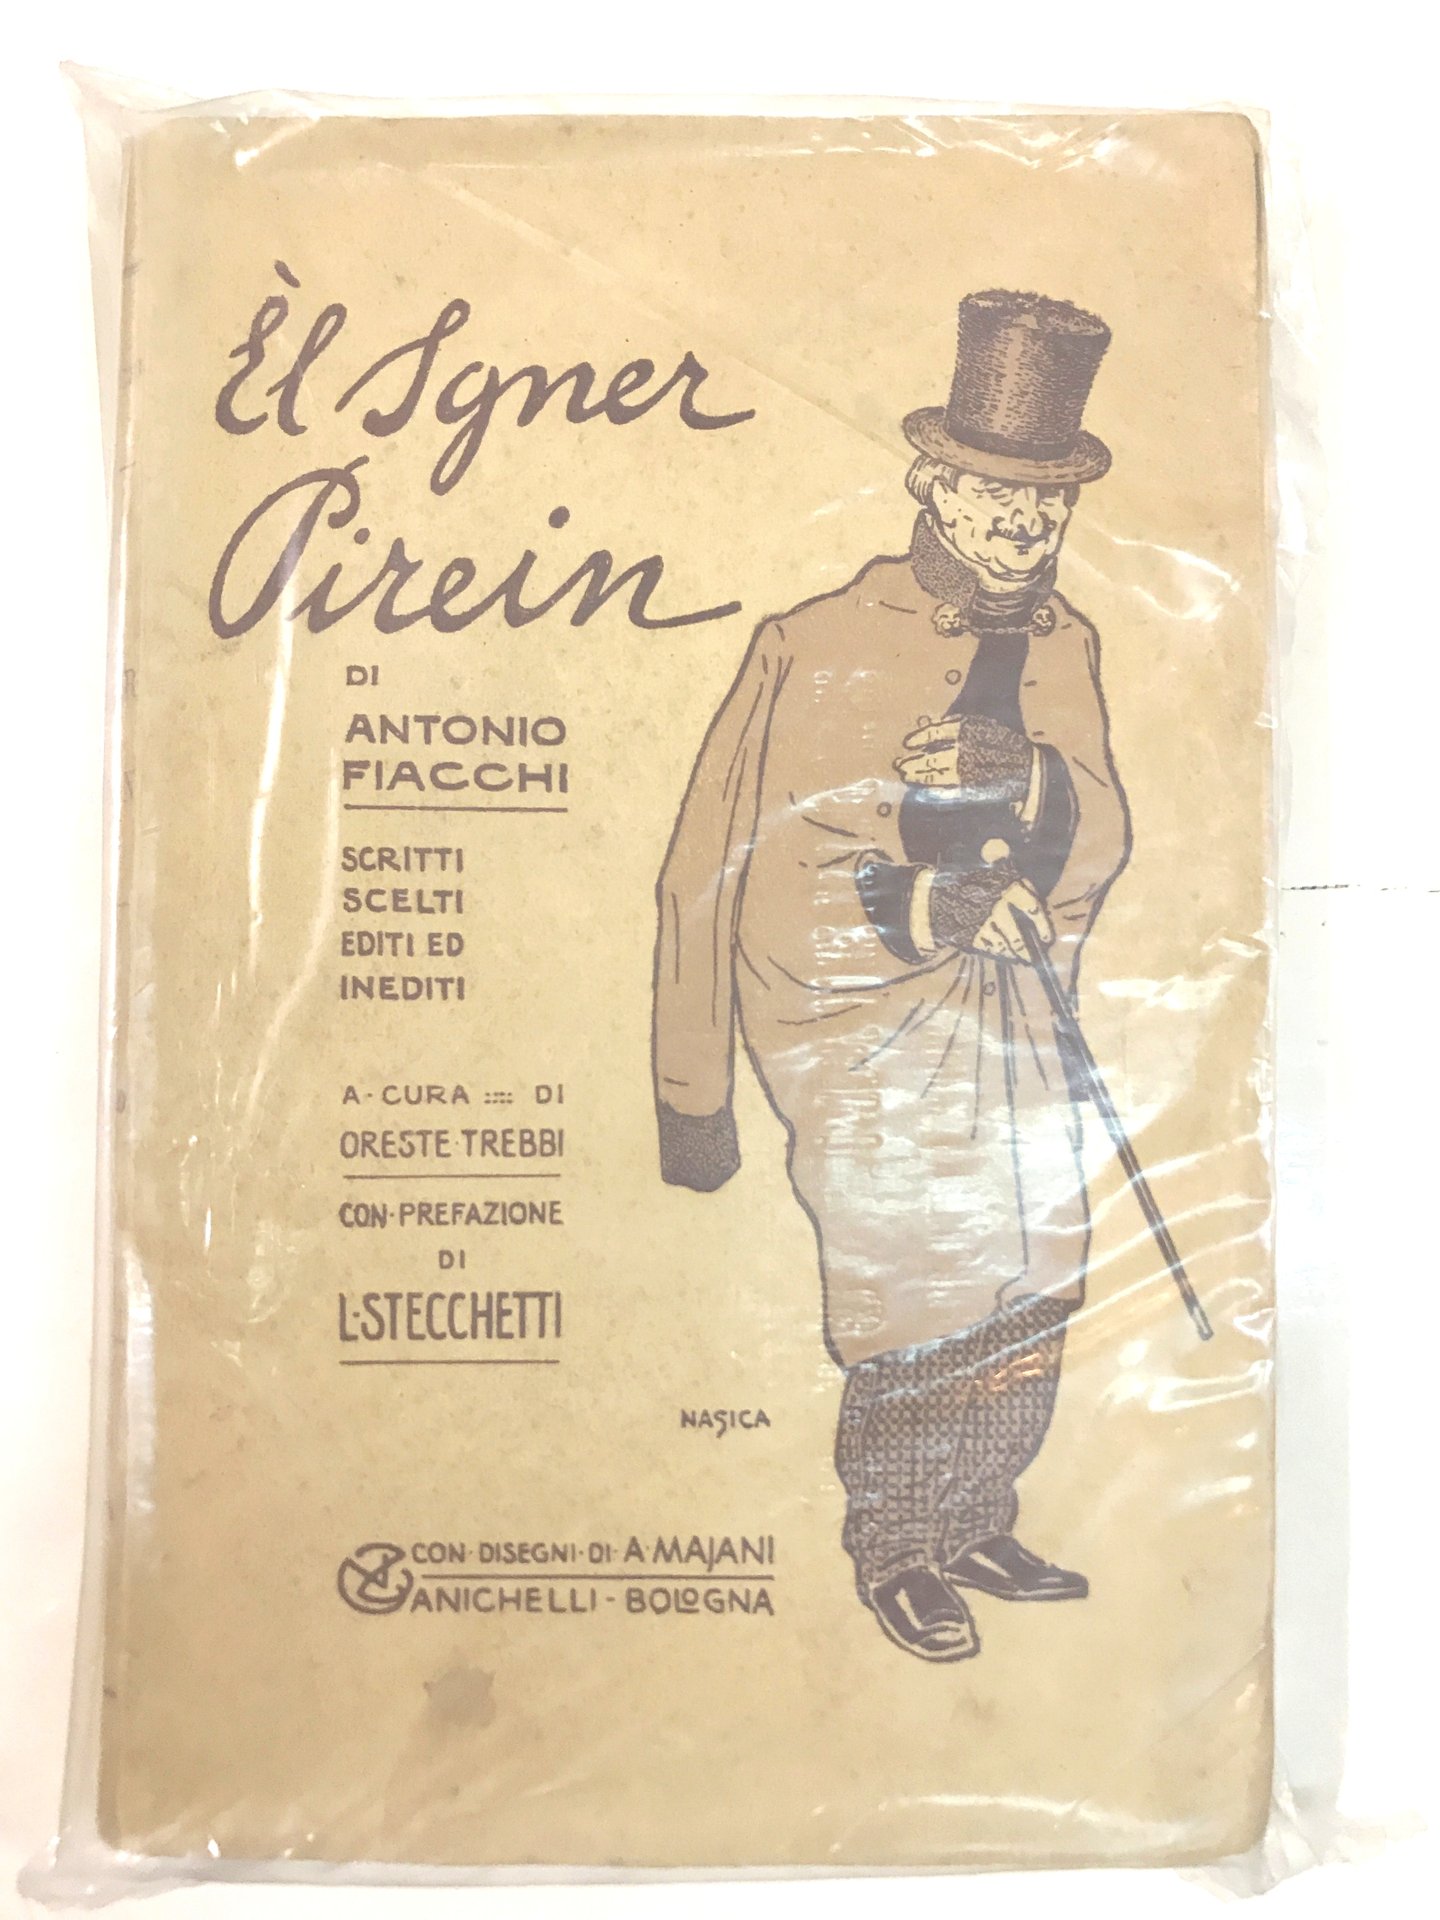 Èl Sgner
Pirein
DI
ANTONIO
FIACCHI
SCRITTI
SCELTI
EDITI ED
INEDITI
A·CURA :::: DI
ORESTE·TREBBI
CON·PREFAZIONE
DI
L·STECCHETTI
NASICA
CON·DISEGNI·DI·A·MAJANI
ZANICHELLI-BOLOGNA